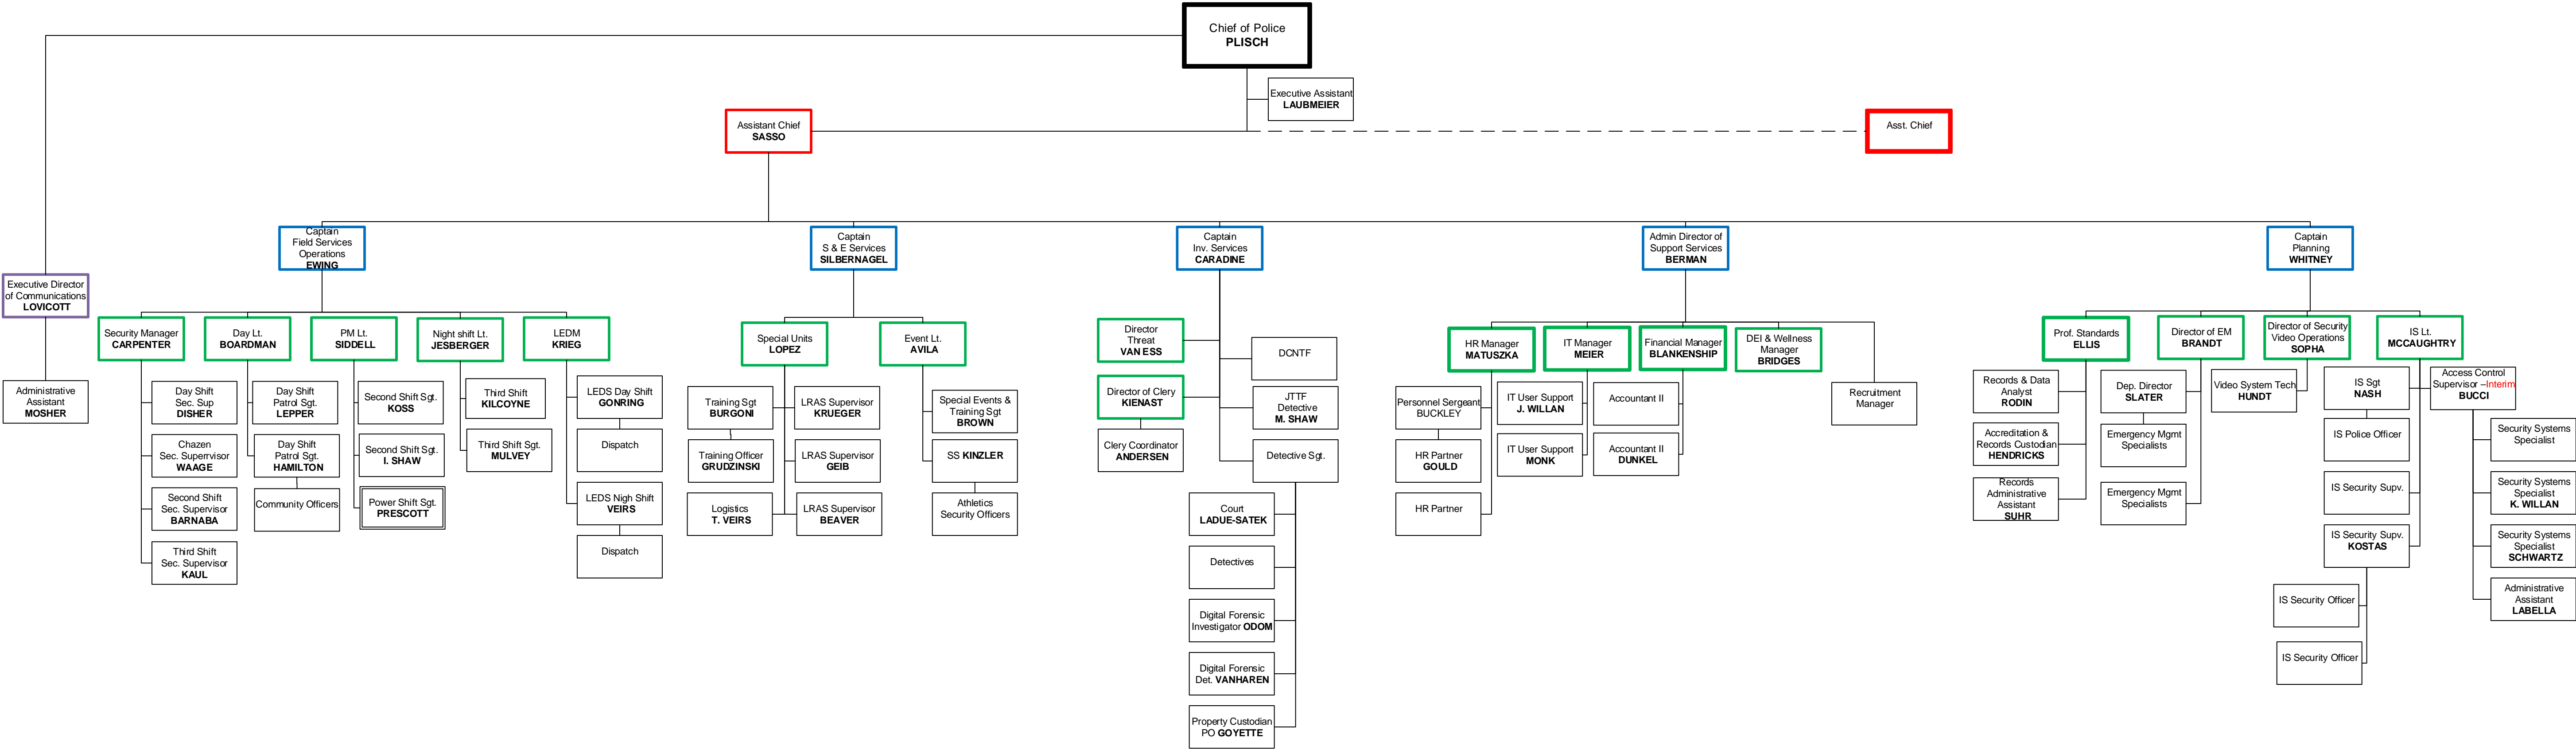 Chief of Police
PLISCH
Executive Assistant
LAUBMEIER
Assistant Chief
SASSO
Asst. Chief
Captain
Field Services
Operations
EWING
Captain
S & E Services
SILBERNAGEL
Captain
Inv. Services
CARADINE
Admin Director of
Support Services
BERMAN
Captain
Planning
WHITNEY
Executive Director
of Communications
LOVICOTT
Administrative
Assistant
MOSHER
Security Manager
CARPENTER
Day Lt.
BOARDMAN
PM Lt.
SIDDELL
Night shift Lt.
JESBERGER
LEDM
KRIEG
Day Shift
Sec. Sup
DISHER
Chazen
Sec. Superrvisor
WAAGE
Second Shift
Sec. Supervisor
BARNABA
Third Shift
Sec. Supervisor
KAUL
Day Shift
Patrol Sgt.
LEPPER
Day Shift
Patrol Sgt.
HAMILTON
Community Officers
Second Shift Sgt.
KOSS
Second Shift Sgt.
I. SHAW
Power Shift Sgt.
PRESCOTT
Third Shift
KILCOYNE
Third Shift Sgt.
MULVEY
LEDS Day Shift
GONRING
Dispatch
LEDS Nigh Shift
VEIRS
Dispatch
Special Units
LOPEZ
Event Lt.
AVILA
Training Sgt
BURGONI
Training Officer
GRUDZINSKI
Logistics
T. VEIRS
LRAS Supervisor
KRUEGER
LRAS Supervisor
GEIB
LRAS Supervisor
BEAVER
Special Events &
Training Sgt
BROWN
SS KINZLER
Athletics
Security Officers
Director
Threat
VAN ESS
Director of Clery
KIENAST
Clery Coordinator
ANDERSEN
DCNTF
JTTF
Detective
M. SHAW
Detective Sgt.
Court
LADUE-SATEK
Detectives
Digital Forensic
Investigator ODOM
Digital Forensic
Det. VANHAREN
Property Custodian
PO GOYETTE
HR Manager
MATUSZKA
IT Manager
MEIER
Financial Manager
BLANKENSHIP
DEI & Wellness
Manager
BRIDGES
Recruitment
Manager
Personnel Sergeant
BUCKLEY
HR Partner
GOULD
HR Partner
IT User Support
J. WILLAN
IT User Support
MONK
Accountant II
Accountant II
DUNKEL
Prof. Standards
ELLIS
Director of EM
BRANDT
Director of Security
Video Operations
SOPHA
IS Lt.
MCCAUGHTRY
Records & Data
Analyst
RODIN
Accreditation &
Records Custodian
HENDRICKS
Records
Administrative
Assistant
SUHR
Dep. Director
SLATER
Emergency Mgmt
Specialists
Emergency Mgmt
Specialists
Video System Tech
HUNDT
IS Sgt
NASH
IS Police Officer
IS Security Supv.
IS Security Supv.
KOSTAS
IS Security Officer
IS Security Officer
Access Control
Supervisor –Interim
BUCCI
Security Systems
Specialist
Security Systems
Specialist
K. WILLAN
Security Systems
Specialist
SCHWARTZ
Administrative
Assistant
LABELLA